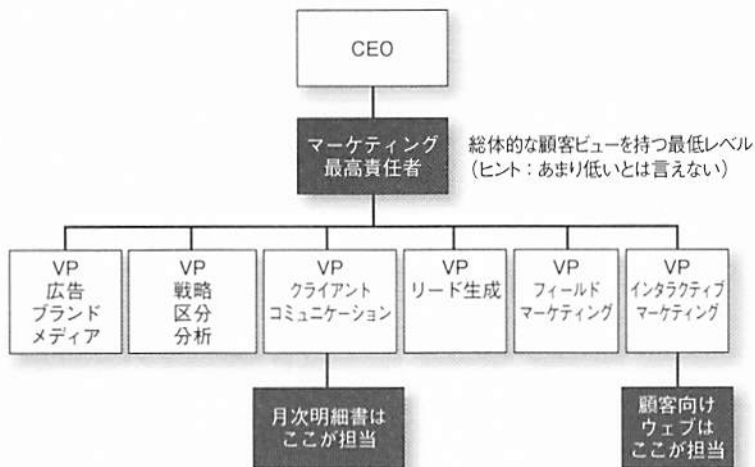 CEO
マーケティング
最高責任者
総体的な顧客ビューを持つ最低レベル
(ヒント：あまり低いとは言えない)
VP
広告
ブランド
メディア
VP
戦略
区分
分析
VP
クライアント
コミュニケーション
VP
リード生成
VP
フィールド
マーケティング
VP
インタラクティブ
マーケティング
月次明細書は
ここが担当
顧客向け
ウェブは
ここが担当